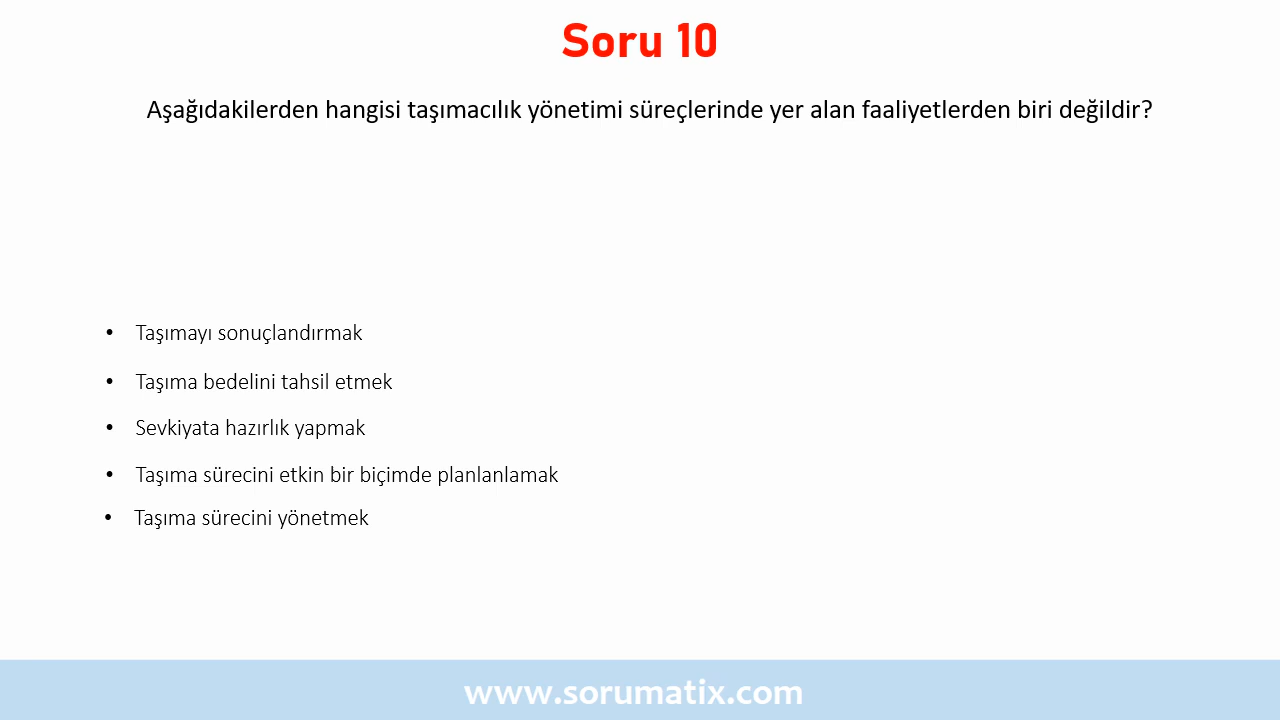 Soru 10
Aşağıdakilerden hangisi taşımacılık yönetimi süreçlerinde yer alan faaliyetlerden biri değildir?
• Taşımayı sonuçlandırmak
• Taşıma bedelini tahsil etmek
• Sevkiyata hazırlık yapmak
• Taşıma sürecini etkin bir biçimde planlanlamak
• Taşıma sürecini yönetmek
www.sorumatix.com